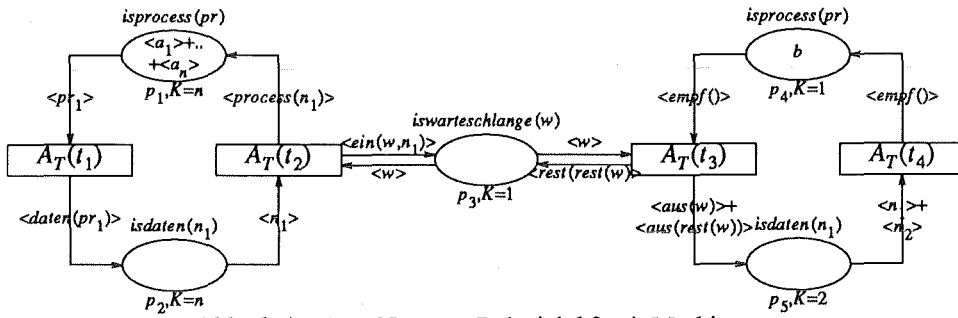 isprocess(pr)
<a1>+..
+<an>
p1,K=n
<pr1>
<process(n1)>
AT(t1)
AT(t2)
<daten(pr1)>
<n1>
isdaten(n1)
p2,K=n
<ein(w,n1)>
<w>
iswarteschlange(w)
p3,K=1
<w>
<rest(rest(w)>
isprocess(pr)
b
p4,K=1
<empf()>
<empf()>
AT(t3)
AT(t4)
<aus(w)>+
<aus(rest(w))>
isdaten(n1)
<n1>+
<n2>
p5,K=2